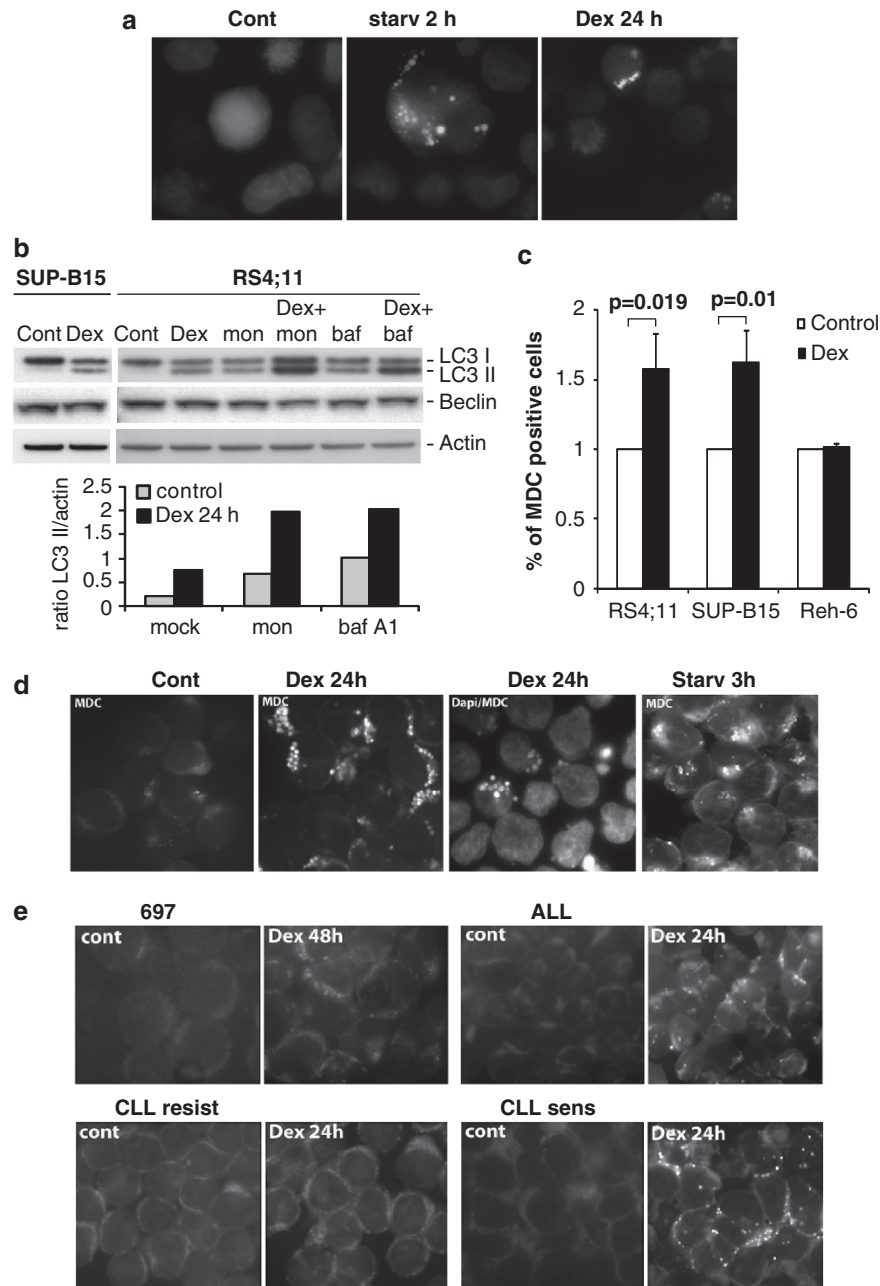 a
Cont starv 2 h Dex 24 h
b
SUP-B15 RS4;11
Cont Dex Cont Dex mon Dex+ mon baf Dex+ baf
LC3 I
LC3 II
Beclin
Actin
ratio LC3 II/actin
2.5
2
1.5
1
0.5
0
control
Dex 24 h
mock mon baf A1
c
% of MDC positive cells
2
1.5
1
0.5
0
p=0.019 p=0.01
Control
Dex
RS4;11 SUP-B15 Reh-6
d
Cont Dex 24h Dex 24h Starv 3h
MDC MDC Dapi/MDC MDC
e
697 ALL
cont Dex 48h cont Dex 24h
CLL resist CLL sens
cont Dex 24h cont Dex 24h